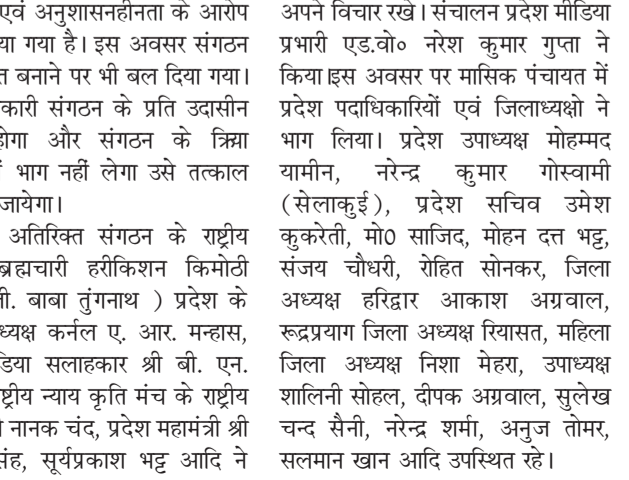 एवं अनुशासनहीनता के आरोप
गया है। इस अवसर संगठन
बनाने पर भी बल दिया गया।
संगठन के प्रति उदासीन
होगा और संगठन के क्रिया
भाग नहीं लेगा उसे तत्काल
जायेगा।
अतिरिक्त संगठन के राष्ट्रीय
ब्रह्मचारी हरीकिशन किमोठी
बाबा तुंगनाथ ) प्रदेश के
कर्नल ए. आर. मन्हास,
सलाहकार श्री बी. एन.
न्याय कृति मंच के राष्ट्रीय
नानक चंद, प्रदेश महामंत्री श्री
सूर्यप्रकाश भट्ट आदि ने
अपने विचार रखे। संचालन प्रदेश मीडिया
प्रभारी एड.वो० नरेश कुमार गुप्ता ने
किया।इस अवसर पर मासिक पंचायत में
प्रदेश पदाधिकारियों एवं जिलाध्यक्षो ने
भाग लिया। प्रदेश उपाध्यक्ष मोहम्मद
यामीन, नरेन्द्र कुमार गोस्वामी
(सेलाकुई), प्रदेश सचिव उमेश
कुकरेती, मो0 साजिद, मोहन दत्त भट्ट,
संजय चौधरी, रोहित सोनकर, जिला
अध्यक्ष हरिद्वार आकाश अग्रवाल,
रूद्रप्रयाग जिला अध्यक्ष रियासत, महिला
जिला अध्यक्ष निशा मेहरा, उपाध्यक्ष
शालिनी सोहल, दीपक अग्रवाल, सुलेख
चन्द सैनी, नरेन्द्र शर्मा, अनुज तोमर,
सलमान खान आदि उपस्थित रहे।